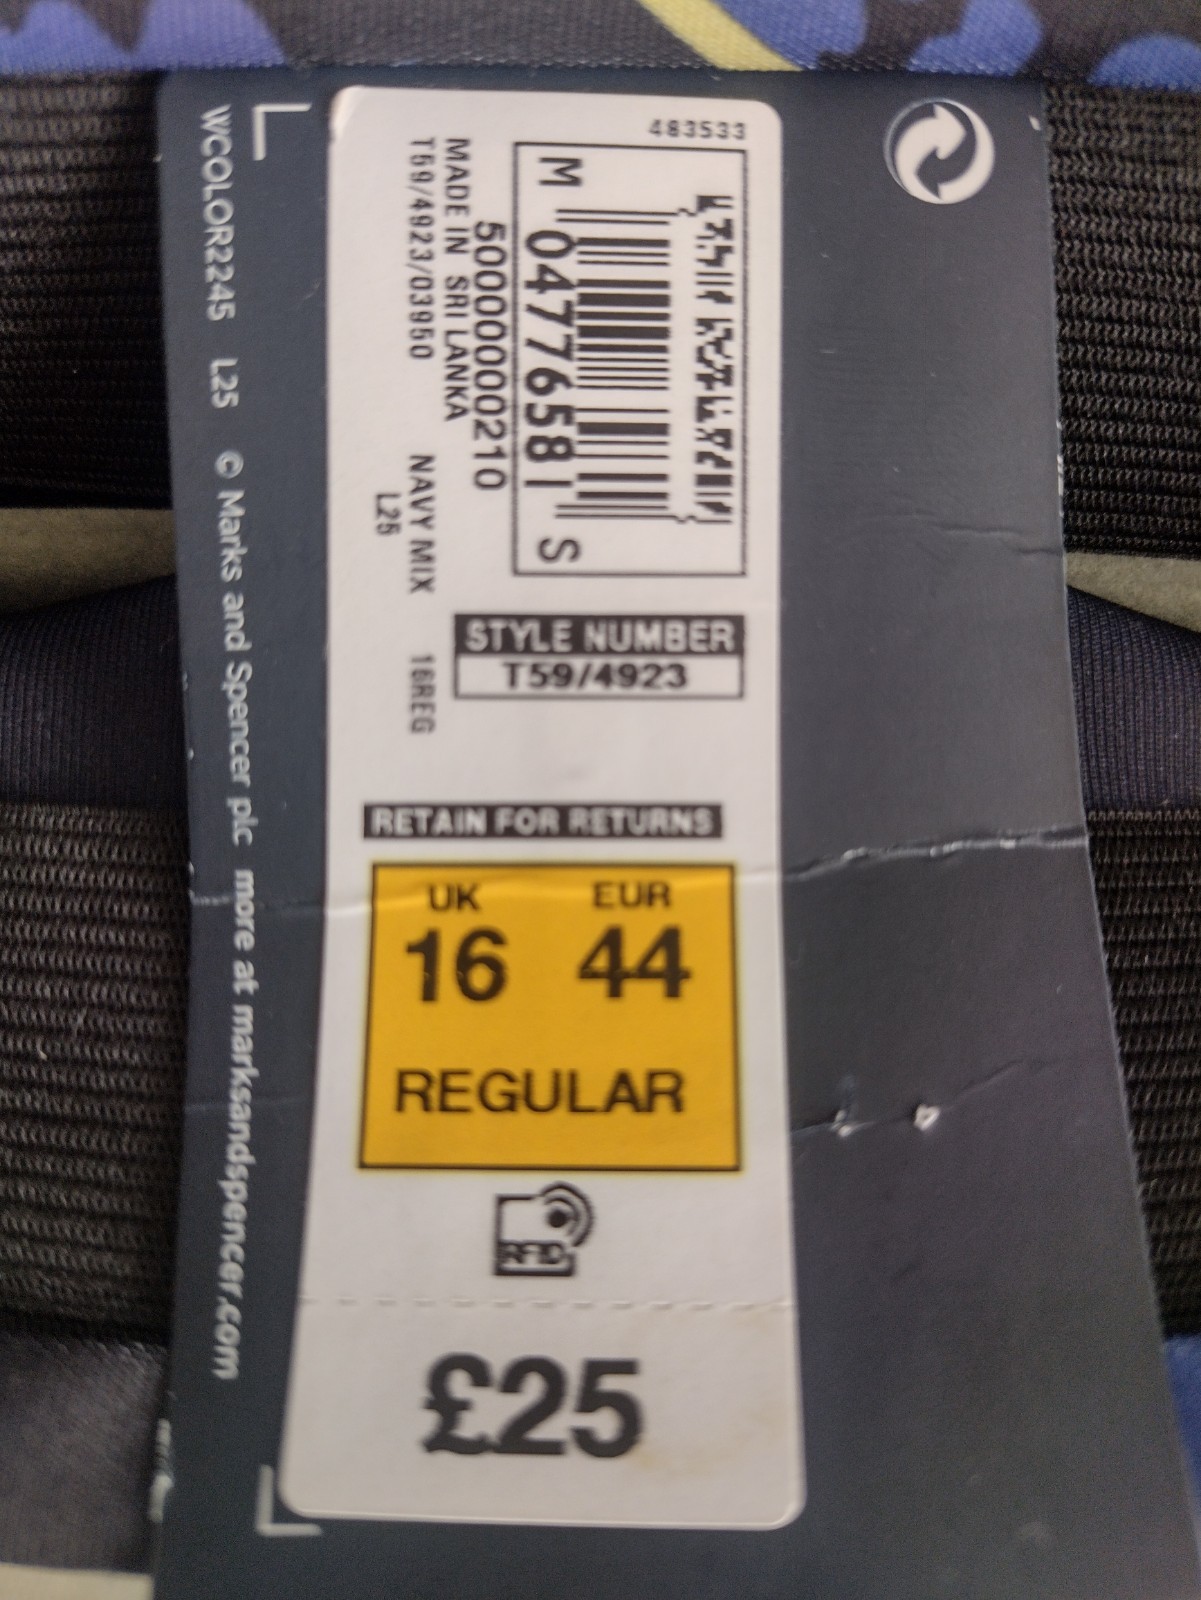 483533
M 04776581 S
5000000000210
MADE IN SRI LANKA
T59/4923/03950 NAVY MIX 16REG
L25
STYLE NUMBER
T59/4923
RETAIN FOR RETURNS
UK EUR
16 44
REGULAR
RFID
£25
WCOLOR2245 L25 © Marks and Spencer plc more at marksandspencer.com